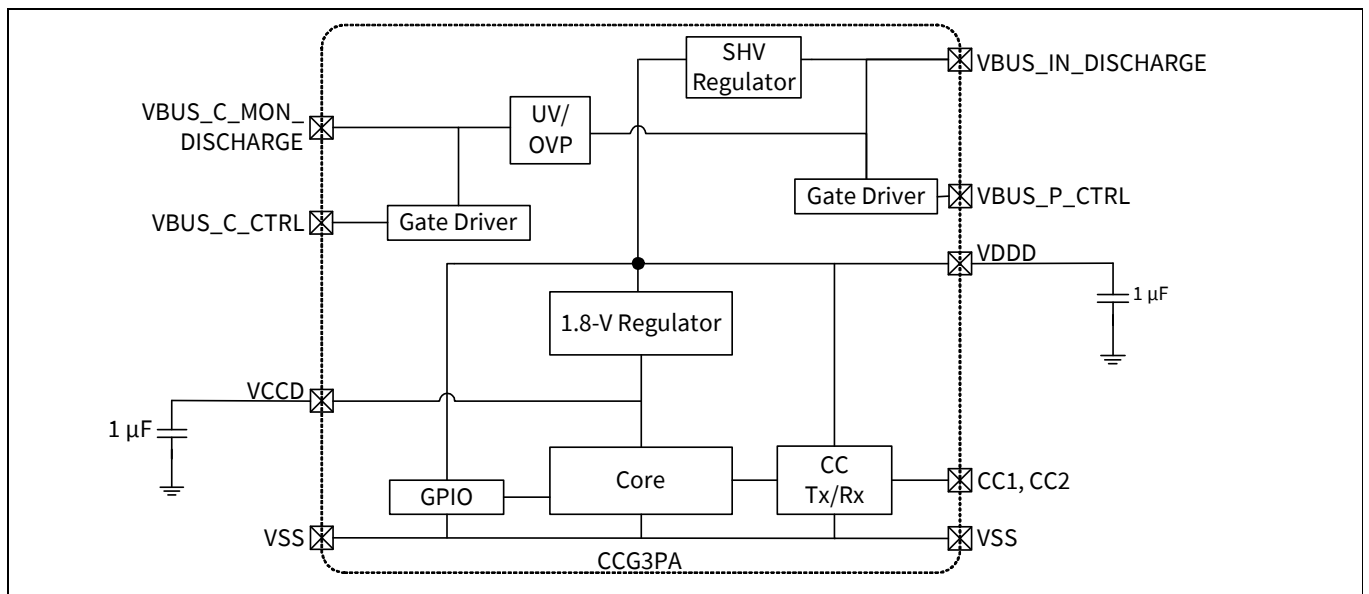 SHV
Regulator
VBUS_IN_DISCHARGE
VBUS_C_MON_
DISCHARGE
UV/
OVP
Gate Driver
VBUS_P_CTRL
VBUS_C_CTRL
Gate Driver
VDDD
1 µF
1.8-V Regulator
VCCD
1 µF
Core
CC
Tx/Rx
CC1, CC2
GPIO
VSS
VSS
CCG3PA